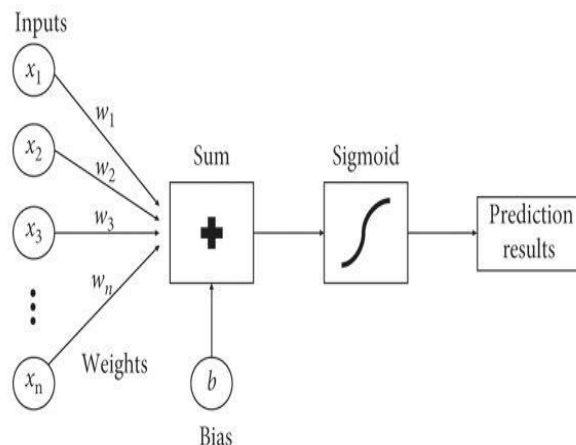 Inputs
x1
w1
x2
w2
Sum
Sigmoid
x3
w3
Prediction
results
wn
Weights
xn
b
Bias